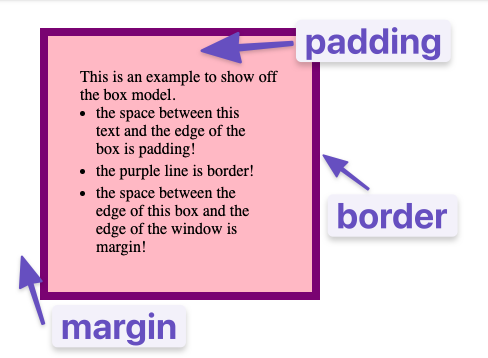 padding
This is an example to show off
the box model.
• the space between this
text and the edge of the
box is padding!
• the purple line is border!
• the space between the
edge of this box and the
edge of the window is
margin!
border
margin